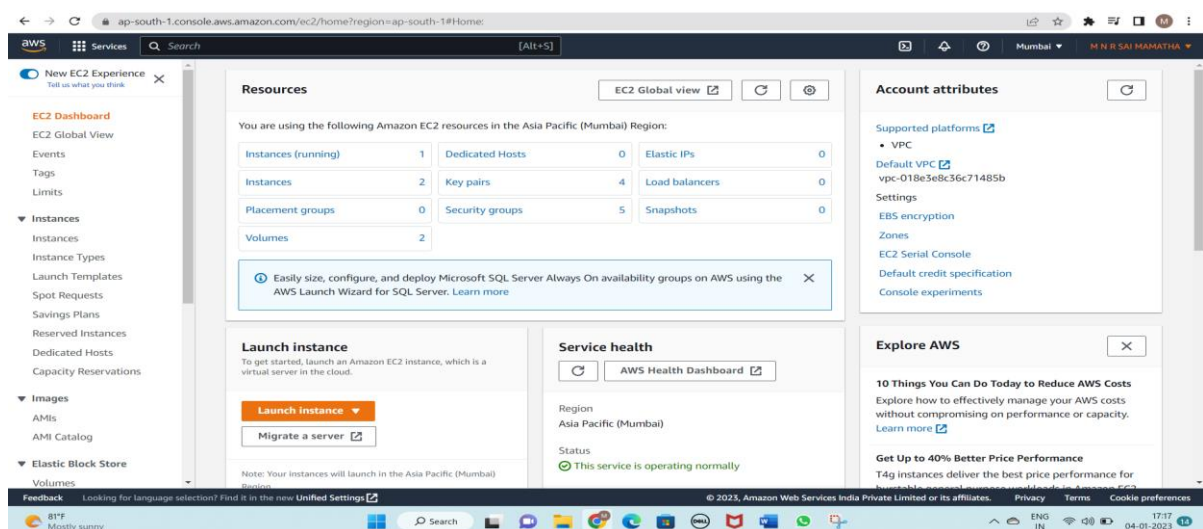 ap-south-1.console.aws.amazon.com/ec2/home?region=ap-south-1#Home:
M
aws
Services
Search
[Alt+S]
Mumbai
M N R SAI MAMATHA
New EC2 Experience
Tell us what you think
EC2 Dashboard
EC2 Global View
Events
Tags
Limits
Instances
Instances
Instance Types
Launch Templates
Spot Requests
Savings Plans
Reserved Instances
Dedicated Hosts
Capacity Reservations
Images
AMIs
AMI Catalog
Elastic Block Store
Volumes
Resources
EC2 Global view
You are using the following Amazon EC2 resources in the Asia Pacific (Mumbai) Region:
Instances (running) 1 Dedicated Hosts 0 Elastic IPs 0
Instances 2 Key pairs 4 Load balancers 0
Placement groups 0 Security groups 5 Snapshots 0
Volumes 2
Easily size, configure, and deploy Microsoft SQL Server Always On availability groups on AWS using the
AWS Launch Wizard for SQL Server. Learn more
Launch instance
To get started, launch an Amazon EC2 instance, which is a
virtual server in the cloud.
Launch instance
Migrate a server
Note: Your instances will launch in the Asia Pacific (Mumbai)
Region
Service health
AWS Health Dashboard
Region
Asia Pacific (Mumbai)
Status
This service is operating normally
Account attributes
Supported platforms
• VPC
Default VPC
vpc-018e3e8c36c71485b
Settings
EBS encryption
Zones
EC2 Serial Console
Default credit specification
Console experiments
Explore AWS
10 Things You Can Do Today to Reduce AWS Costs
Explore how to effectively manage your AWS costs
without compromising on performance or capacity.
Learn more
Get Up to 40% Better Price Performance
T4g instances deliver the best price performance for
burstable general purpose workloads in Amazon EC2
Feedback
Looking for language selection? Find it in the new Unified Settings
© 2023, Amazon Web Services India Private Limited or its affiliates.
Privacy
Terms
Cookie preferences
81°F
Mostly sunny
Search
ENG
IN
17:17
04-01-2023